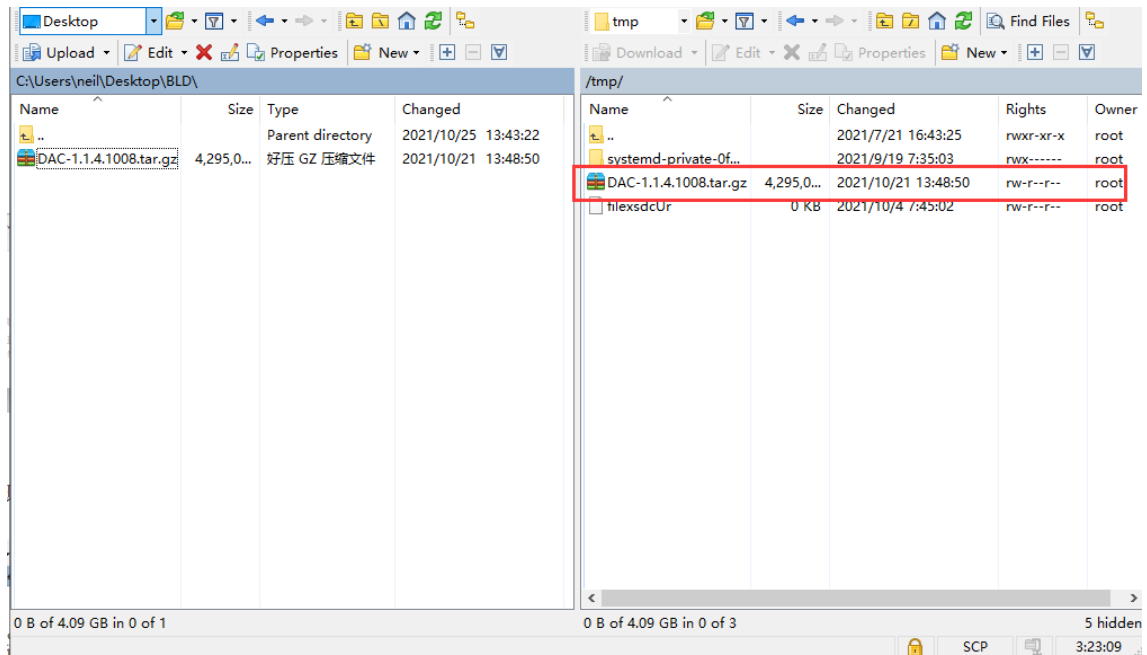 Desktop
Upload Edit Properties New
C:\Users\neil\Desktop\BLD\
Name Size Type Changed
.. Parent directory 2021/10/25 13:43:22
DAC-1.1.4.1008.tar.gz 4,295,0... 好压 GZ 压缩文件 2021/10/21 13:48:50
0 B of 4.09 GB in 0 of 1
tmp Find Files
Download Edit Properties New
/tmp/
Name Size Changed Rights Owner
.. 2021/7/21 16:43:25 rwxr-xr-x root
systemd-private-0f... 2021/9/19 7:35:03 rwx------ root
DAC-1.1.4.1008.tar.gz 4,295,0... 2021/10/21 13:48:50 rw-r--r-- root
filexsdcUr 0 KB 2021/10/4 7:45:02 rw-r--r-- root
0 B of 4.09 GB in 0 of 3 5 hidden
SCP 3:23:09